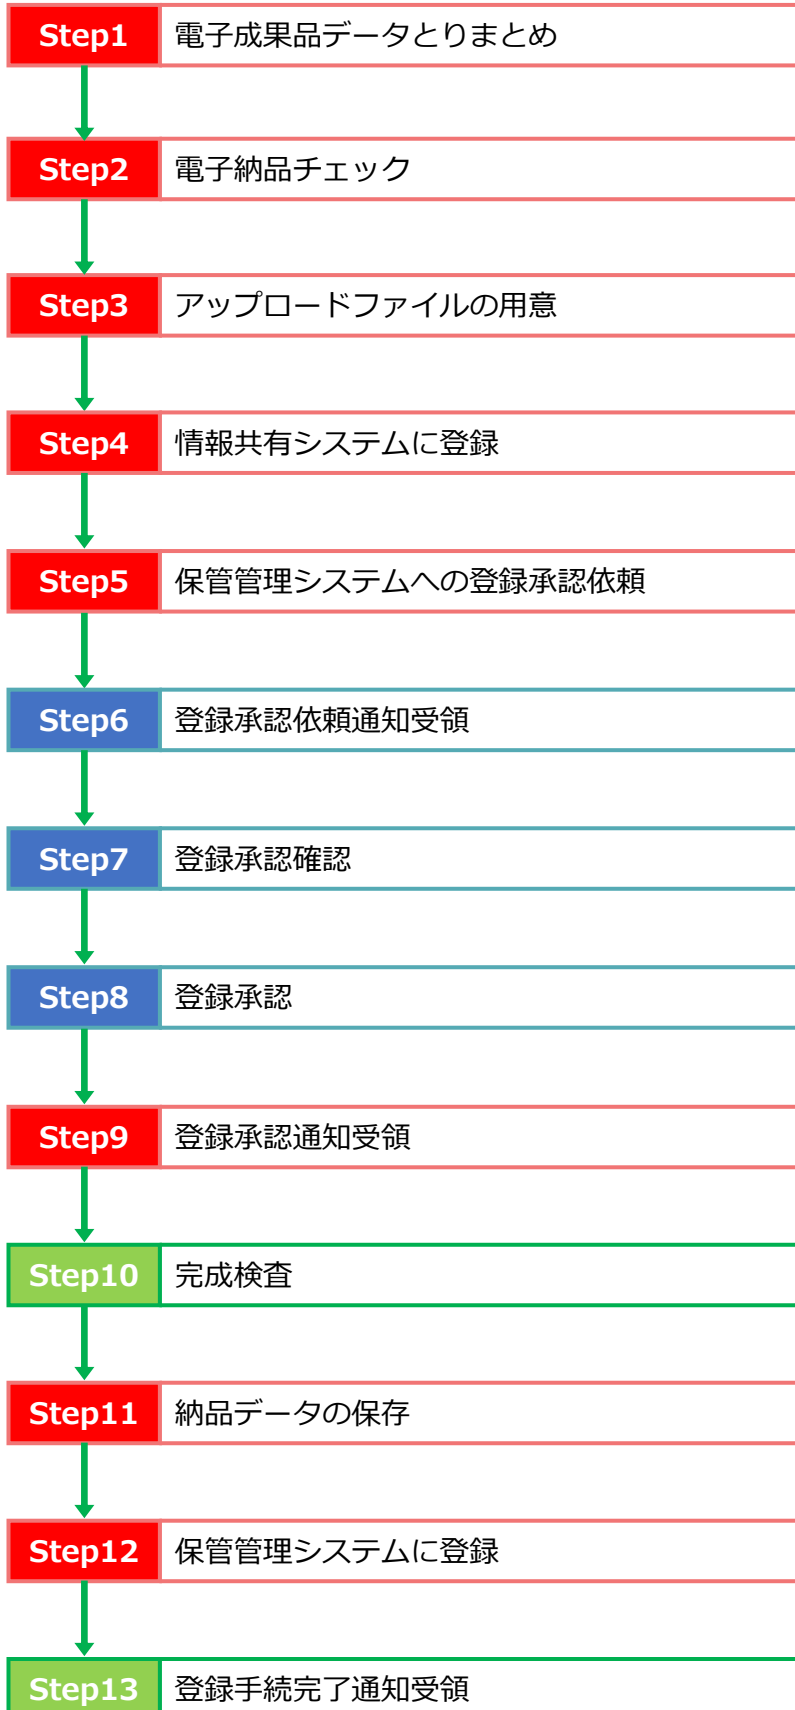 Step1 電子成果品データとりまとめ
Step2 電子納品チェック
Step3 アップロードファイルの用意
Step4 情報共有システムに登録
Step5 保管管理システムへの登録承認依頼
Step6 登録承認依頼通知受領
Step7 登録承認確認
Step8 登録承認
Step9 登録承認通知受領
Step10 完成検査
Step11 納品データの保存
Step12 保管管理システムに登録
Step13 登録手続完了通知受領